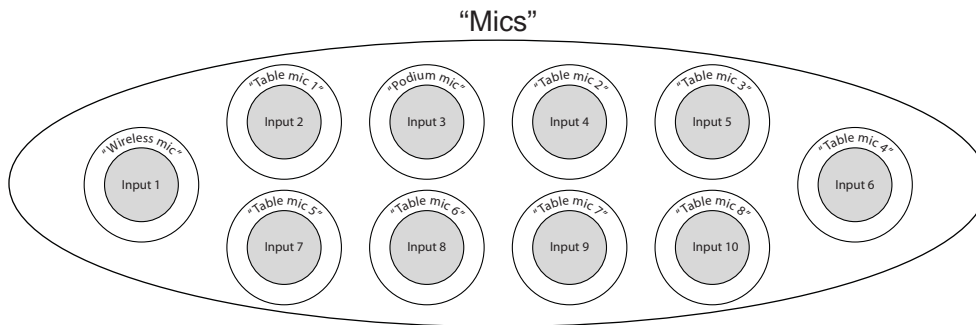 “Mics”
“Table mic 1”
“Podium mic”
“Table mic 2”
“Table mic 3”
Input 2
Input 3
Input 4
Input 5
“Wireless mic”
“Table mic 4”
Input 1
Input 6
“Table mic 5”
“Table mic 6”
“Table mic 7”
“Table mic 8”
Input 7
Input 8
Input 9
Input 10